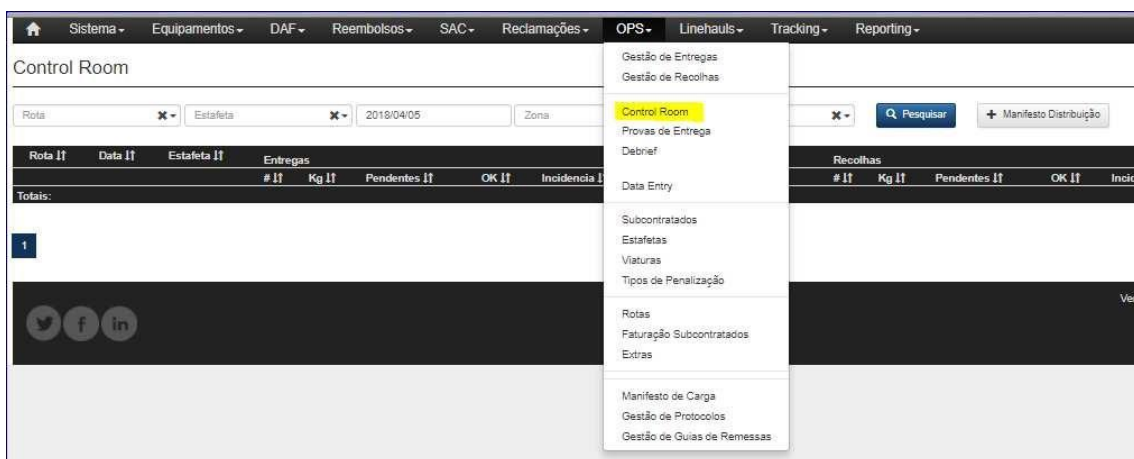 Sistema Equipamentos DAF Reembolsos SAC Reclamações OPS Linehauls Tracking Reporting
Control Room
Rota Estafeta 2018/04/05 Zona Pesquisar + Manifesto Distribuição
Rota Data Estafeta Entregas Recolhas
# Kg Pendentes OK Incidencia # Kg Pendentes OK Incid
Totais:
1
Ver
Gestão de Entregas
Gestão de Recolhas
Control Room
Provas de Entrega
Debrief
Data Entry
Subcontratados
Estafetas
Viaturas
Tipos de Penalização
Rotas
Faturação Subcontratados
Extras
Manifesto de Carga
Gestão de Protocolos
Gestão de Guias de Remessas